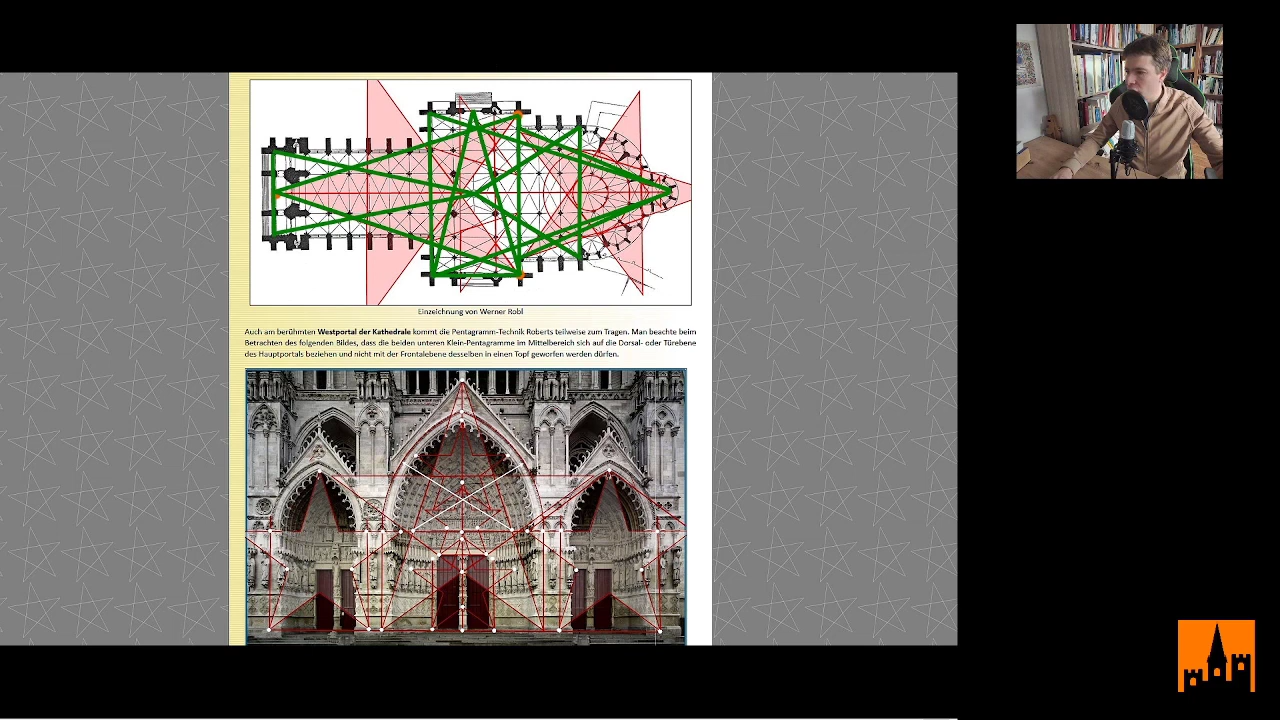 Einzeichnung von Werner Robl
Auch am berühmten Westportal der Kathedrale kommt die Pentagramm-Technik Roberts teilweise zum Tragen. Man beachte beim
Betrachten des folgenden Bildes, dass die beiden unteren Klein-Pentagramme im Mittelbereich sich auf die Dorsal- oder Türebene
des Hauptportals beziehen und nicht mit der Frontalebene desselben in einen Topf geworfen werden dürfen.